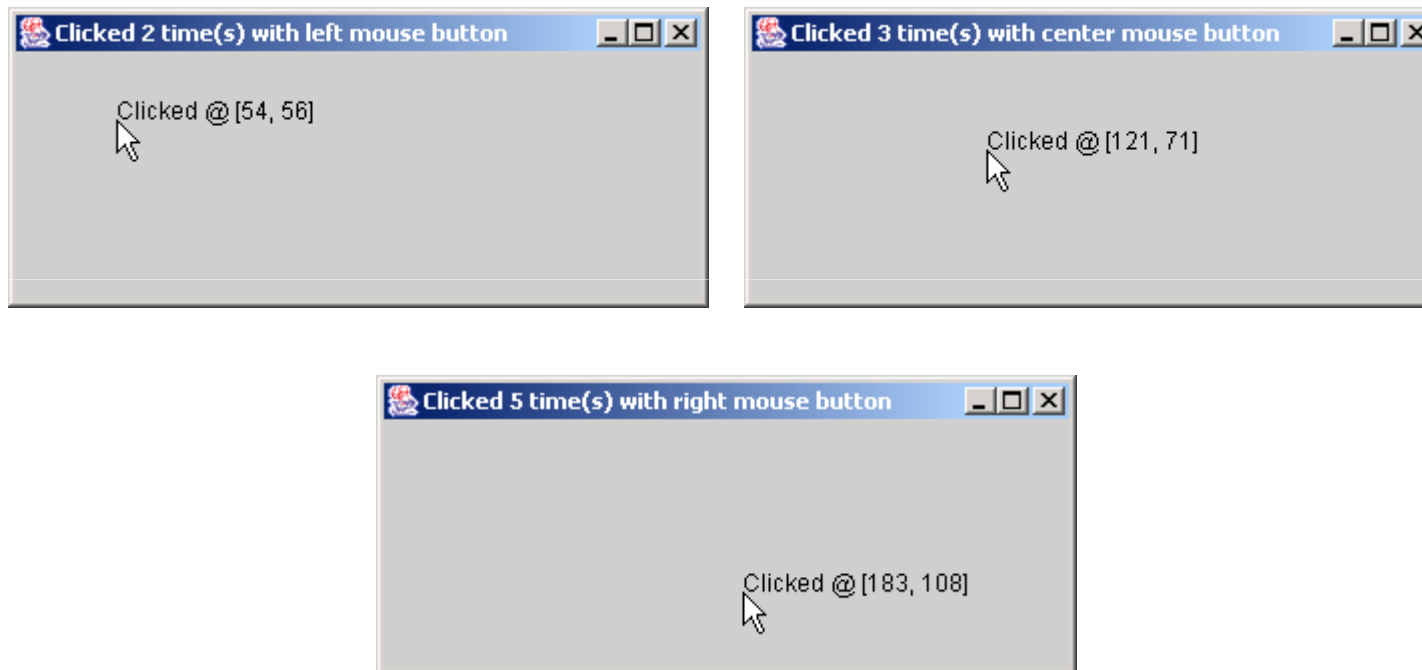 Clicked 2 time(s) with left mouse button
Clicked @ [54, 56]
Clicked 3 time(s) with center mouse button
Clicked @ [121, 71]
Clicked 5 time(s) with right mouse button
Clicked @ [183, 108]